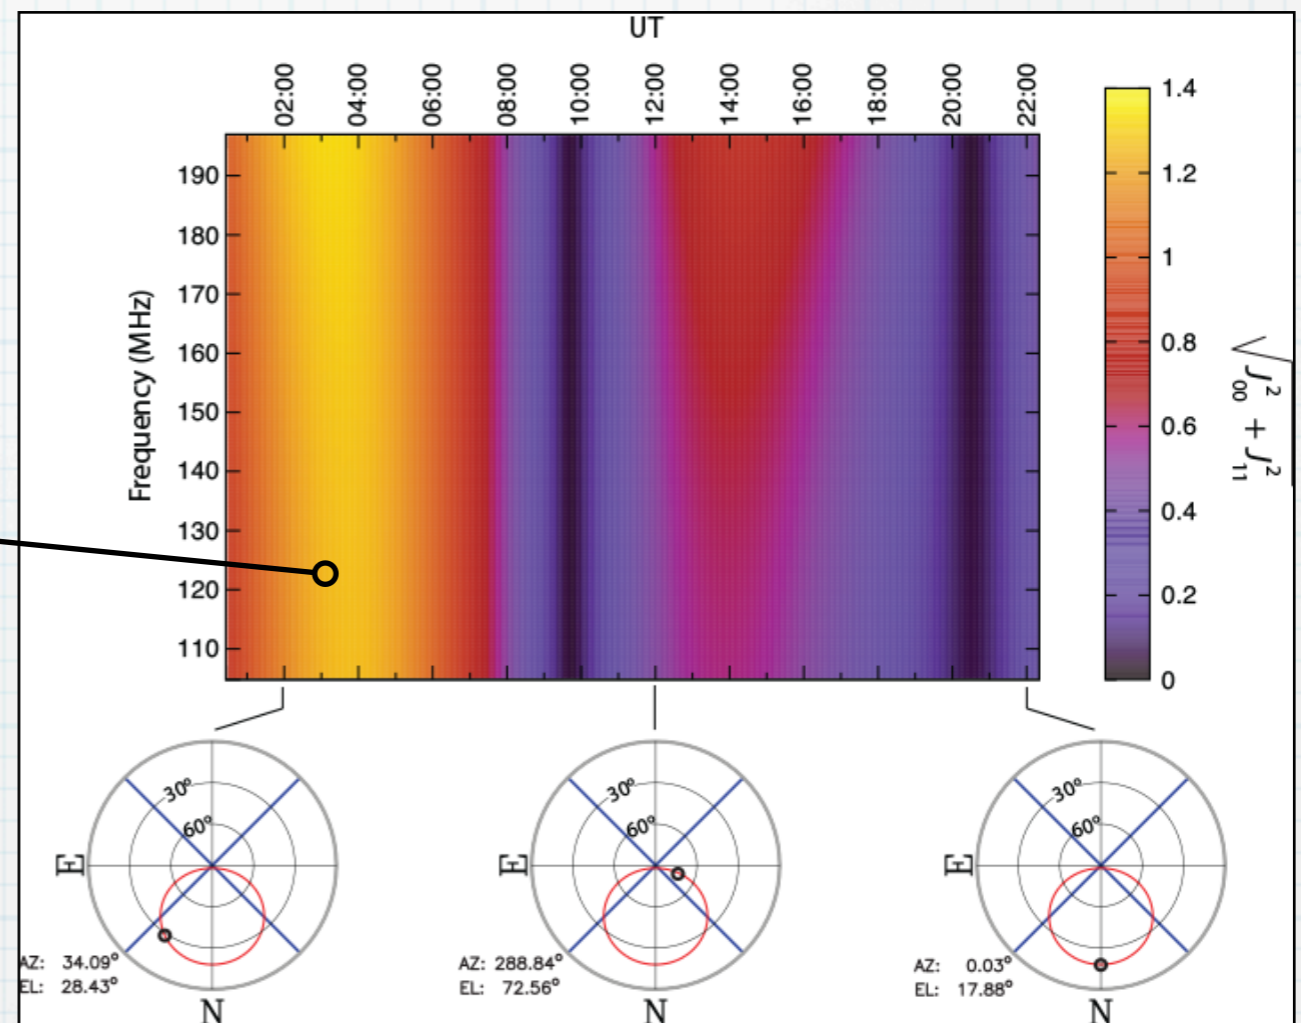 UT
02:00 04:00 06:00 08:00 10:00 12:00 14:00 16:00 18:00 20:00 22:00
Frequency (MHz)
190
180
170
160
150
140
130
120
110
1.4
1.2
1
0.8
0.6
0.4
0.2
0
√J²₀₀ + J²₁₁
30°
60°
E
AZ: 34.09°
EL: 28.43°
N
30°
60°
E
AZ: 288.84°
EL: 72.56°
N
30°
60°
E
AZ: 0.03°
EL: 17.88°
N